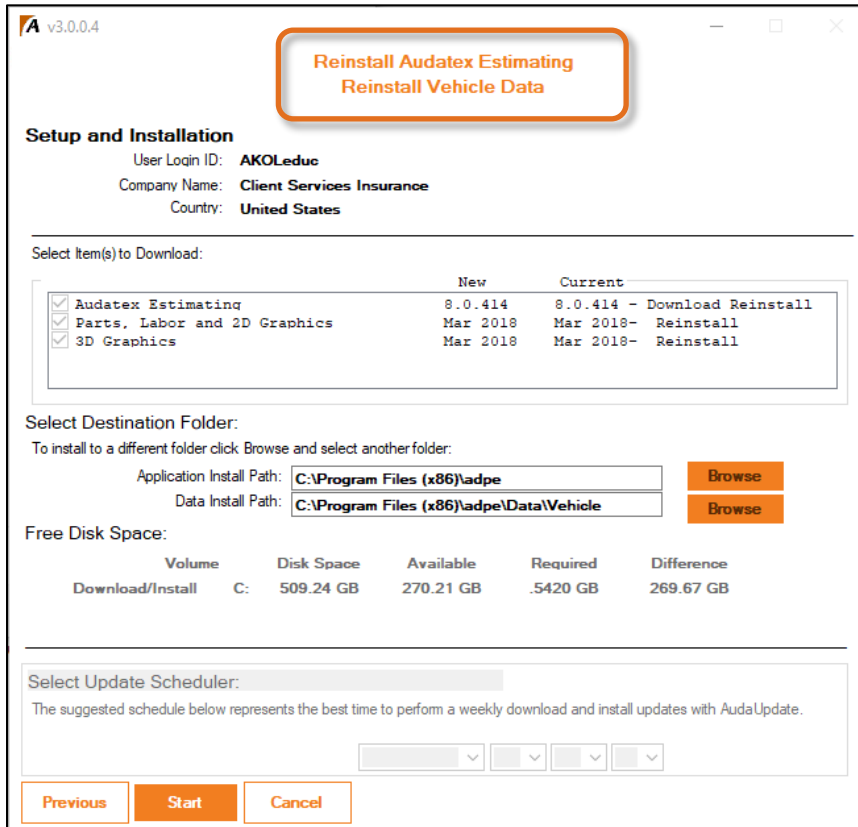 A v3.0.0.4
Reinstall Audatex Estimating
Reinstall Vehicle Data
Setup and Installation
User Login ID: AKOLeduc
Company Name: Client Services Insurance
Country: United States
Select Item(s) to Download:
New Current
Audatex Estimating 8.0.414 8.0.414 - Download Reinstall
Parts, Labor and 2D Graphics Mar 2018 Mar 2018- Reinstall
3D Graphics Mar 2018 Mar 2018- Reinstall
Select Destination Folder:
To install to a different folder click Browse and select another folder:
Application Install Path: C:\Program Files (x86)\adpe Browse
Data Install Path: C:\Program Files (x86)\adpe\Data\Vehicle Browse
Free Disk Space:
Volume Disk Space Available Required Difference
Download/Install C: 509.24 GB 270.21 GB .5420 GB 269.67 GB
Select Update Scheduler:
The suggested schedule below represents the best time to perform a weekly download and install updates with AudaUpdate.
Previous Start Cancel